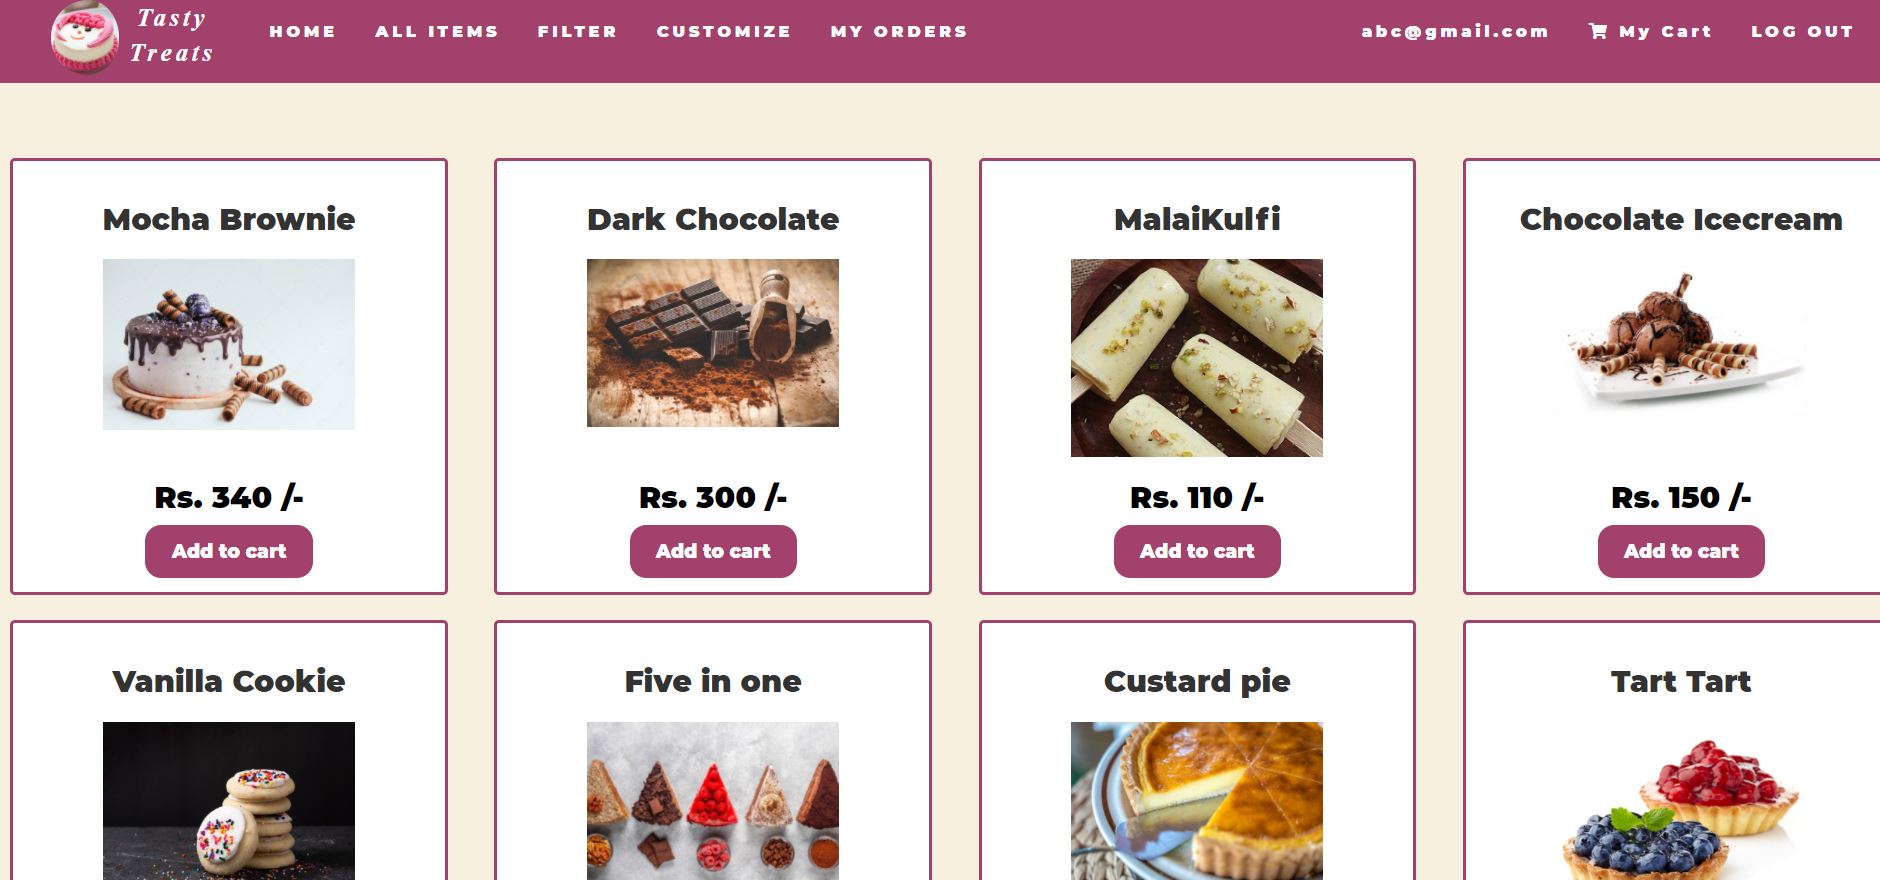 Tasty
Treats
HOME ALL ITEMS FILTER CUSTOMIZE MY ORDERS abc@gmail.com My Cart LOG OUT
Mocha Brownie Dark Chocolate MalaiKulfi Chocolate Icecream
Rs. 340 /- Rs. 300 /- Rs. 110 /- Rs. 150 /-
Add to cart Add to cart Add to cart Add to cart
Vanilla Cookie Five in one Custard pie Tart Tart